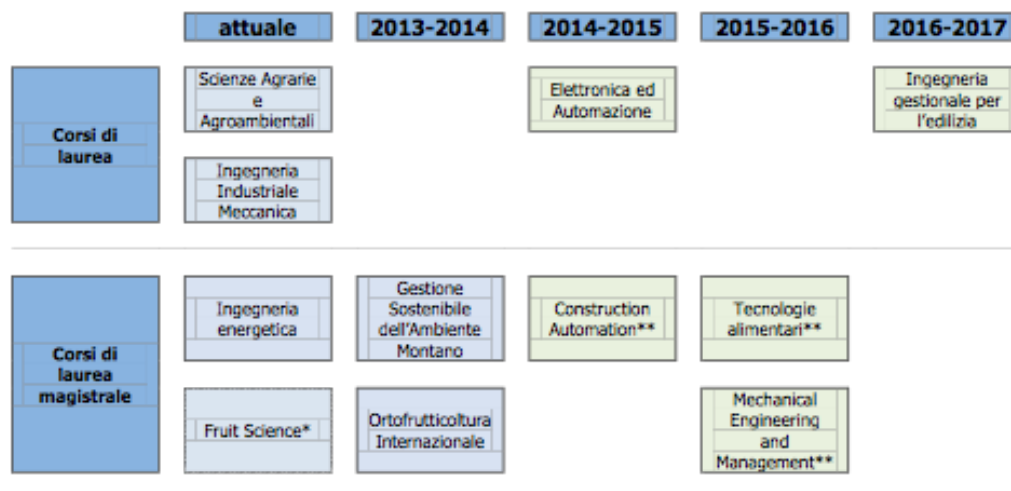 attuale 2013-2014 2014-2015 2015-2016 2016-2017
Corsi di
laurea
Scienze Agrarie
e
Agroambientali
Elettronica ed
Automazione
Ingegneria
gestionale per
l'edilizia
Ingegneria
Industriale
Meccanica
Corsi di
laurea
magistrale
Ingegneria
energetica
Gestione
Sostenibile
dell'Ambiente
Montano
Construction
Automation**
Tecnologie
alimentari**
Fruit Science*
Ortofrutticoltura
Internazionale
Mechanical
Engineering
and
Management**